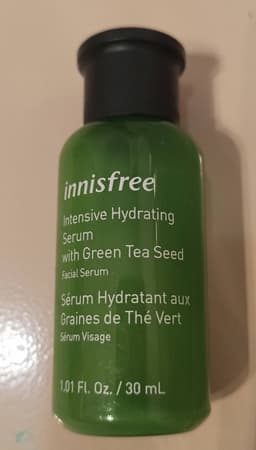 innisfree
Intensive Hydrating
Serum
with Green Tea Seed
Facial Serum
Sérum Hydratant aux
Graines de Thé Vert
Sérum Visage
1.01 Fl. Oz. / 30 mL